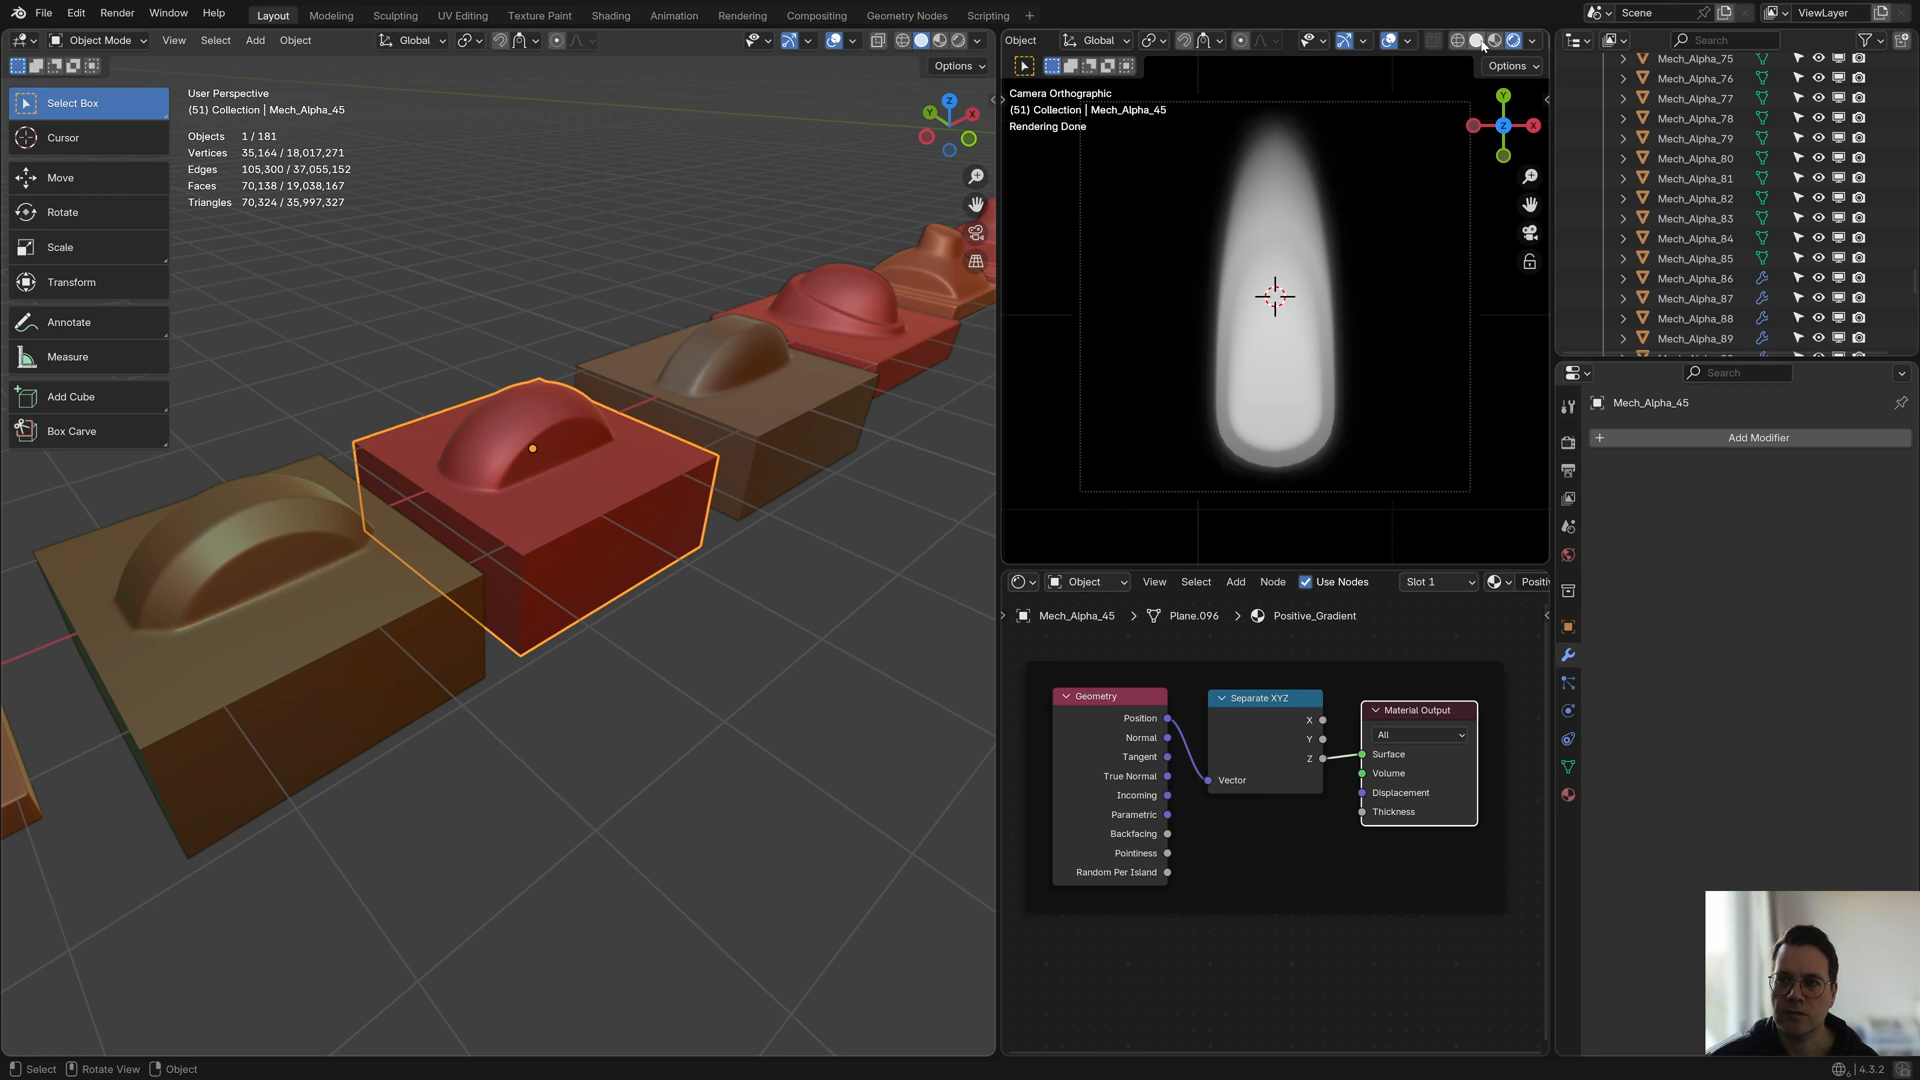 File Edit Render Window Help Layout Modeling Sculpting UV Editing Texture Paint Shading Animation Rendering Compositing Geometry Nodes Scripting + Scene ViewLayer
Object Mode View Select Add Object Global Object Global Search
Options Options
Select Box
Cursor
Move
Rotate
Scale
Transform
Annotate
Measure
Add Cube
Box Carve
User Perspective
(51) Collection | Mech_Alpha_45
Objects 1 / 181
Vertices 35,164 / 18,017,271
Edges 105,300 / 37,055,152
Faces 70,138 / 19,038,167
Triangles 70,324 / 35,997,327
Z
Y
X
Camera Orthographic
(51) Collection | Mech_Alpha_45
Rendering Done
Y
Z
X
Mech_Alpha_75
Mech_Alpha_76
Mech_Alpha_77
Mech_Alpha_78
Mech_Alpha_79
Mech_Alpha_80
Mech_Alpha_81
Mech_Alpha_82
Mech_Alpha_83
Mech_Alpha_84
Mech_Alpha_85
Mech_Alpha_86
Mech_Alpha_87
Mech_Alpha_88
Mech_Alpha_89
Search
Mech_Alpha_45
+ Add Modifier
Object View Select Add Node Use Nodes Slot 1 Positi
Mech_Alpha_45 > Plane.096 > Positive_Gradient
Geometry
Position
Normal
Tangent
True Normal
Incoming
Parametric
Backfacing
Pointiness
Random Per Island
Separate XYZ
X
Y
Z
Vector
Material Output
All
Surface
Volume
Displacement
Thickness
Select Rotate View Object 4.3.2